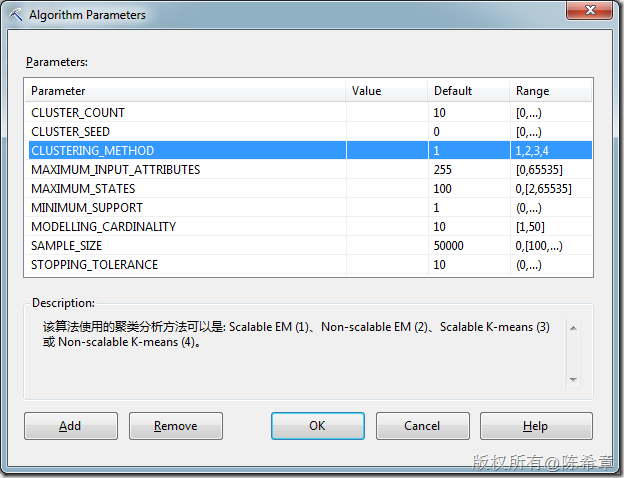 Algorithm Parameters
Parameters:
Parameter Value Default Range
CLUSTER_COUNT 10 [0,...)
CLUSTER_SEED 0 [0,...)
CLUSTERING_METHOD 1 1,2,3,4
MAXIMUM_INPUT_ATTRIBUTES 255 [0,65535]
MAXIMUM_STATES 100 0,[2,65535]
MINIMUM_SUPPORT 1 (0,...)
MODELLING_CARDINALITY 10 [1,50]
SAMPLE_SIZE 50000 0,[100,...)
STOPPING_TOLERANCE 10 (0,...)
Description:
该算法使用的聚类分析方法可以是: Scalable EM (1)、Non-scalable EM (2)、Scalable K-means (3)
或 Non-scalable K-means (4)。
Add Remove OK Cancel Help
版权所有@陈希章